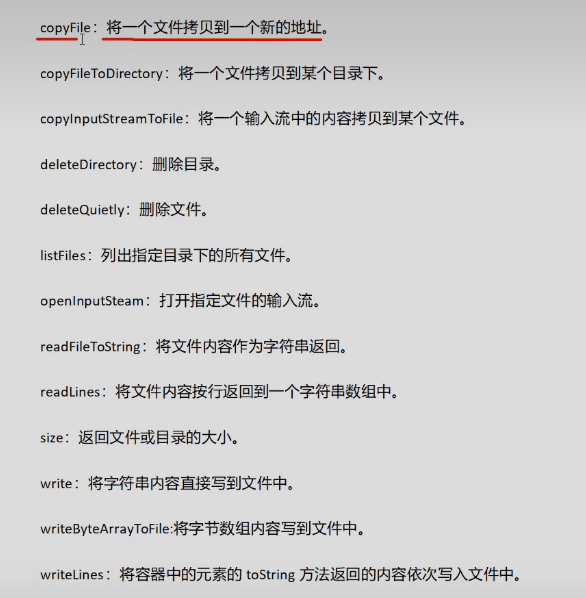 copyFile：将一个文件拷贝到一个新的地址。
copyFileToDirectory：将一个文件拷贝到某个目录下。
copyInputStreamToFile：将一个输入流中的内容拷贝到某个文件。
deleteDirectory：删除目录。
deleteQuietly：删除文件。
listFiles：列出指定目录下的所有文件。
openInputSteam：打开指定文件的输入流。
readFileToString：将文件内容作为字符串返回。
readLines：将文件内容按行返回到一个字符串数组中。
size：返回文件或目录的大小。
write：将字符串内容直接写到文件中。
writeByteArrayToFile:将字节数组内容写到文件中。
writeLines：将容器中的元素的 toString 方法返回的内容依次写入文件中。